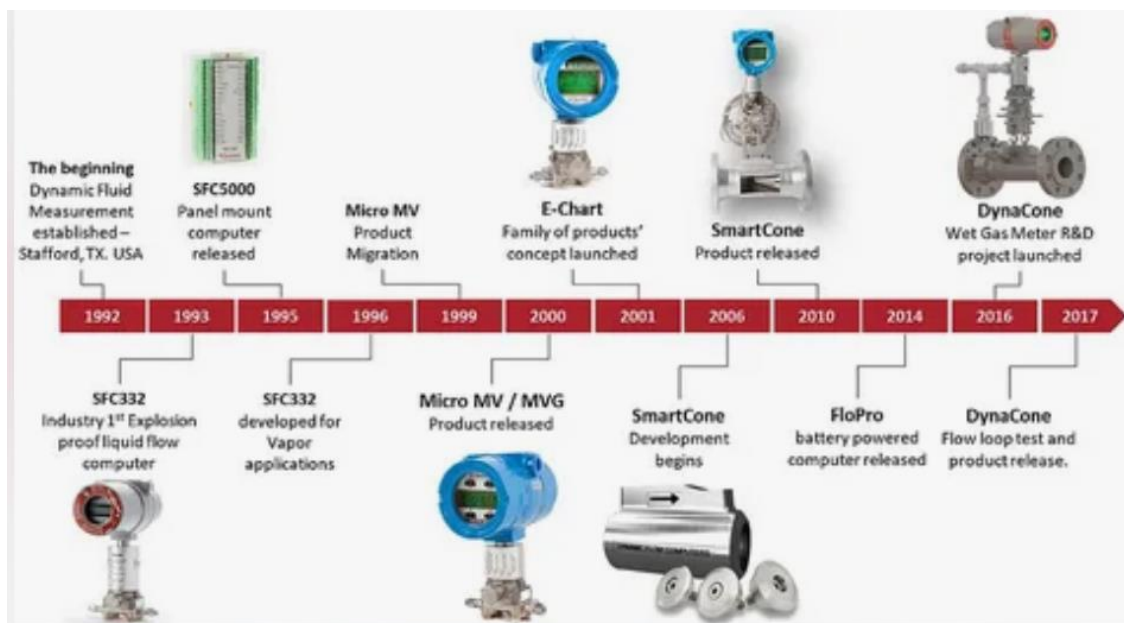 The beginning
Dynamic Fluid
Measurement
established –
Stafford, TX. USA
SFC5000
Panel mount
computer
released
Micro MV
Product
Migration
E-Chart
Family of products'
concept launched
SmartCone
Product released
DynaCone
Wet Gas Meter R&D
project launched
1992
1993
1995
1996
1999
2000
2001
2006
2010
2014
2016
2017
SFC332
Industry 1st Explosion
proof liquid flow
computer
SFC332
developed for
Vapor
applications
Micro MV / MVG
Product released
SmartCone
Development
begins
FloPro
battery powered
computer released
DynaCone
Flow loop test and
product release.
FLOW COMPUTERS